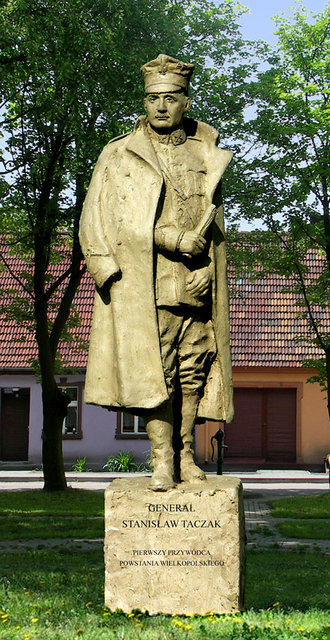 GENERAŁ
STANISŁAW TACZAK
PIERWSZY PRZYWÓDCA
POWSTANIA WIELKOPOLSKIEGO